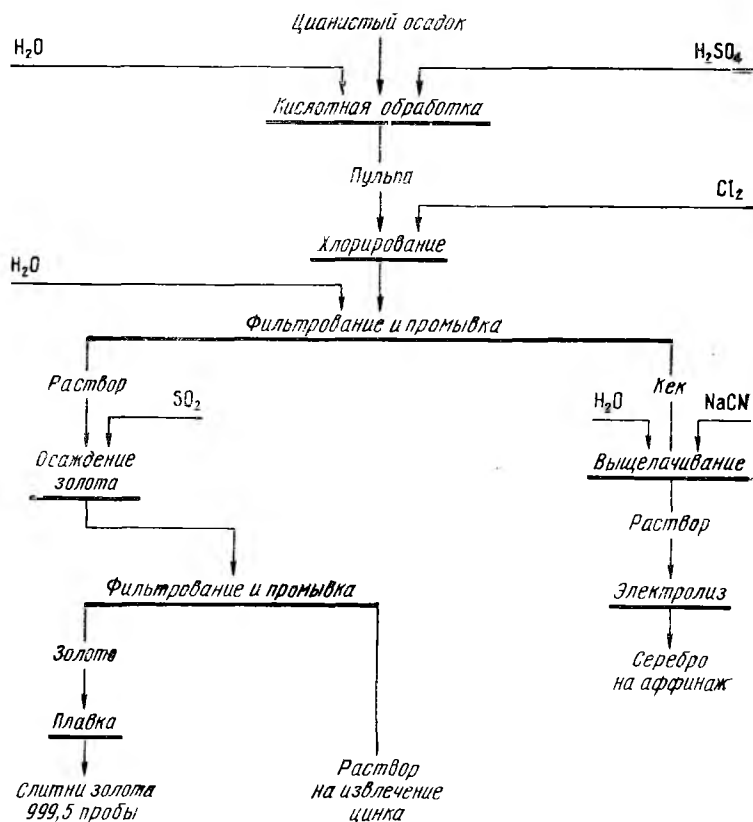 Цианистый осадок
H₂O
H₂SO₄
Кислотная обработка
Пульпа
Cl₂
Хлорирование
H₂O
Фильтрование и промывка
Раствор
Кек
SO₂
H₂O
NaCN
Осаждение
золота
Выщелачивание
Раствор
Фильтрование и промывка
Электролиз
Золото
Серебро
на аффинаж
Плавка
Слитки золота
999,5 пробы
Раствор
на извлечение
цинка